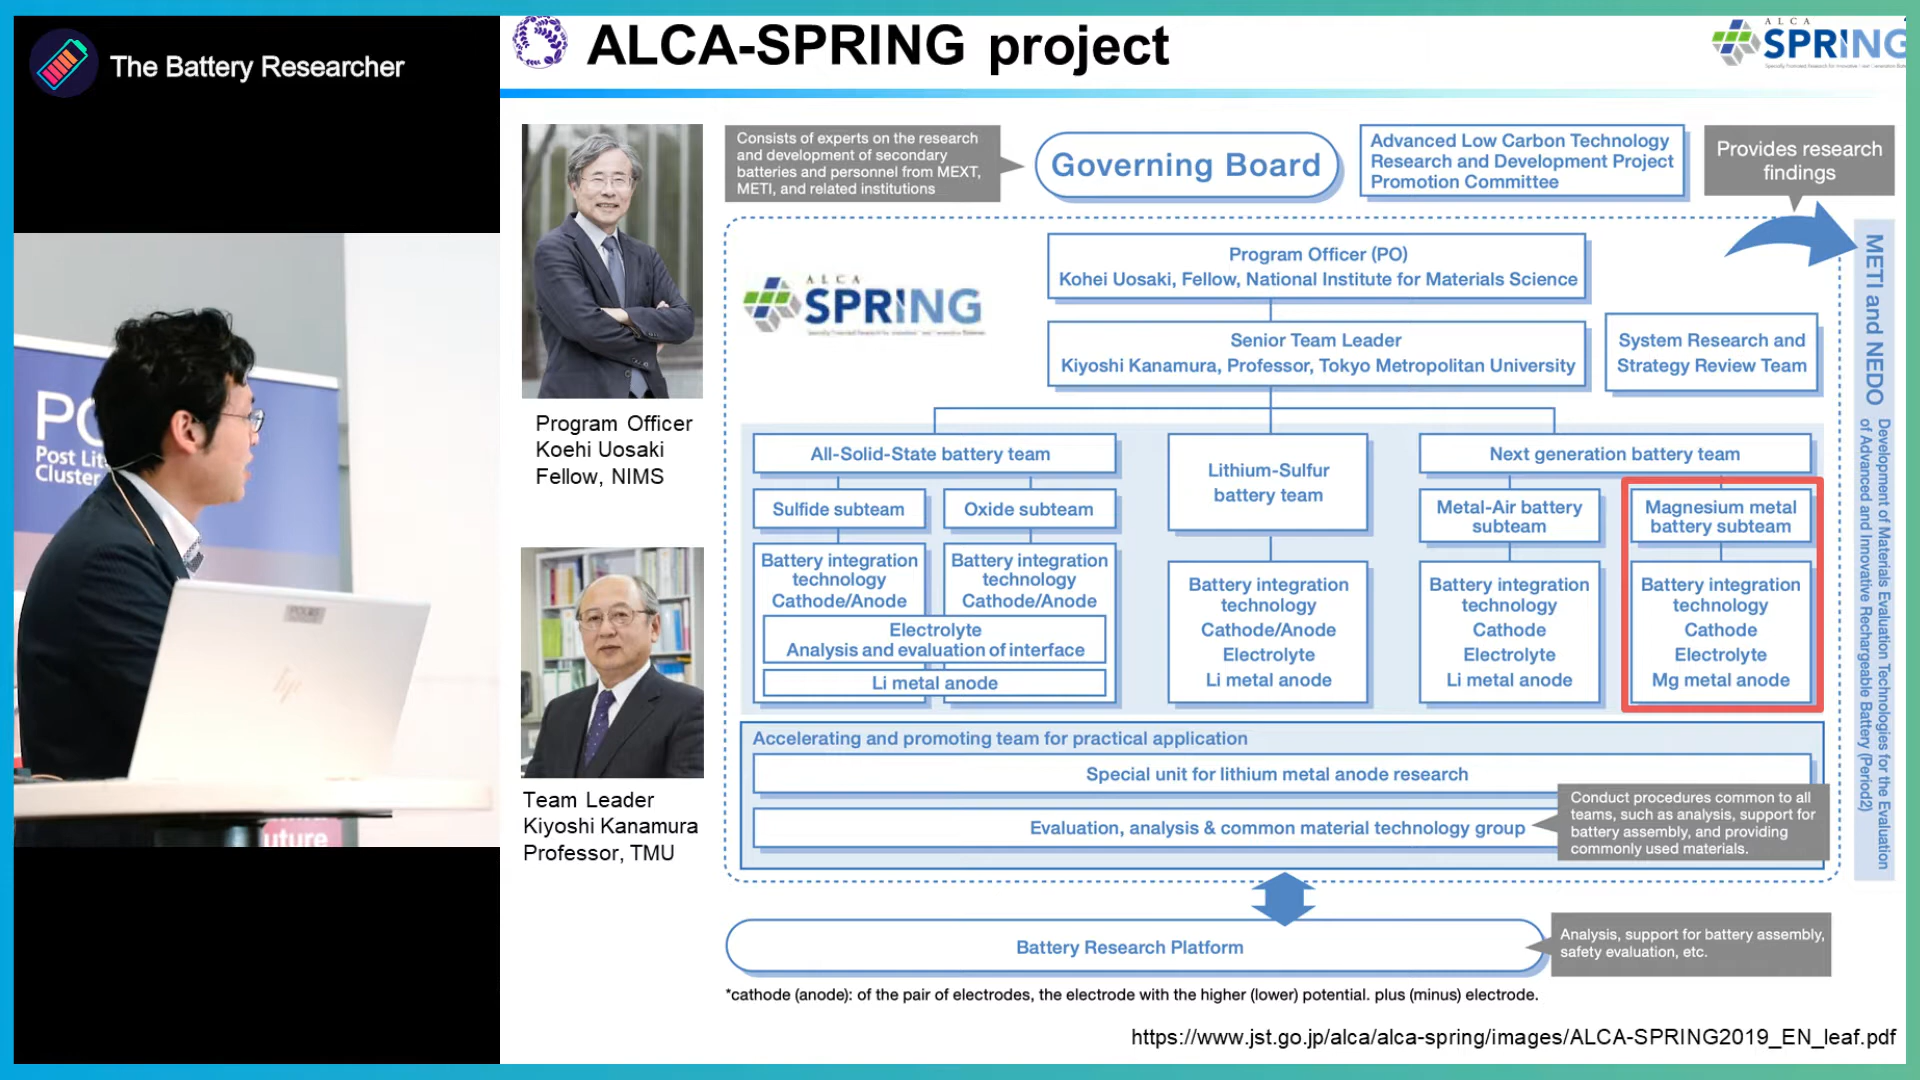 The Battery Researcher
PO
Post Lit
Cluster
POLiS
hp
uture
ALCA-SPRING project
ALCA
SPRING
Consists of experts on the research
and development of secondary
batteries and personnel from MEXT,
METI, and related institutions
Governing Board
Advanced Low Carbon Technology
Research and Development Project
Promotion Committee
Provides research
findings
Program Officer
Koehi Uosaki
Fellow, NIMS
Team Leader
Kiyoshi Kanamura
Professor, TMU
ALCA
SPRING
Program Officer (PO)
Kohei Uosaki, Fellow, National Institute for Materials Science
Senior Team Leader
Kiyoshi Kanamura, Professor, Tokyo Metropolitan University
System Research and
Strategy Review Team
All-Solid-State battery team
Sulfide subteam
Battery integration
technology
Cathode/Anode
Oxide subteam
Battery integration
technology
Cathode/Anode
Electrolyte
Analysis and evaluation of interface
Li metal anode
Lithium-Sulfur
battery team
Battery integration
technology
Cathode/Anode
Electrolyte
Li metal anode
Next generation battery team
Metal-Air battery
subteam
Battery integration
technology
Cathode
Electrolyte
Li metal anode
Magnesium metal
battery subteam
Battery integration
technology
Cathode
Electrolyte
Mg metal anode
METI and NEDO
Development of Materials Evaluation Technologies for the Evaluation
of Advanced and Innovative Rechargeable Battery (Period2)
Accelerating and promoting team for practical application
Special unit for lithium metal anode research
Evaluation, analysis & common material technology group
Conduct procedures common to all
teams, such as analysis, support for
battery assembly, and providing
commonly used materials.
Battery Research Platform
Analysis, support for battery assembly,
safety evaluation, etc.
*cathode (anode): of the pair of electrodes, the electrode with the higher (lower) potential. plus (minus) electrode.
https://www.jst.go.jp/alca/alca-spring/images/ALCA-SPRING2019_EN_leaf.pdf